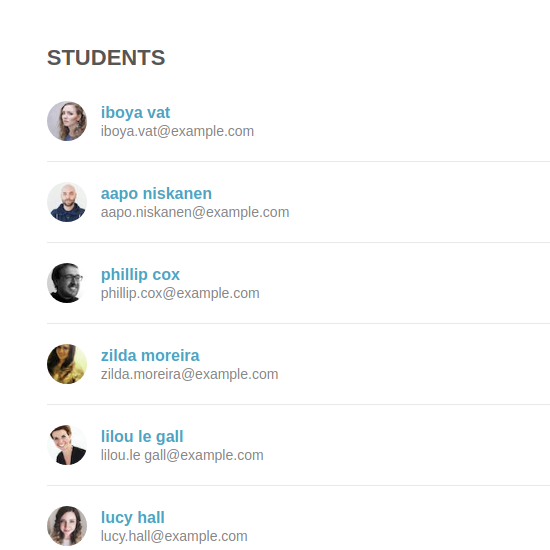 STUDENTS
iboya vat
iboya.vat@example.com
aapo niskanen
aapo.niskanen@example.com
phillip cox
phillip.cox@example.com
zilda moreira
zilda.moreira@example.com
lilou le gall
lilou.le gall@example.com
lucy hall
lucy.hall@example.com